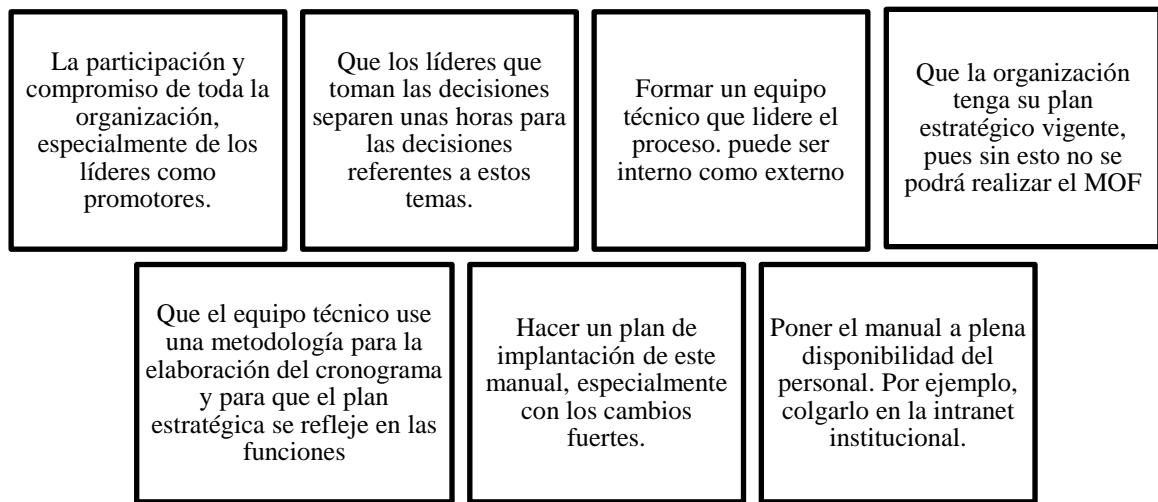 La participación y
compromiso de toda la
organización,
especialmente de los
líderes como
promotores.
Que los líderes que
toman las decisiones
separen unas horas para
las decisiones
referentes a estos
temas.
Formar un equipo
técnico que lidere el
proceso. puede ser
interno como externo
Que la organización
tenga su plan
estratégico vigente,
pues sin esto no se
podrá realizar el MOF
Que el equipo técnico use
una metodología para la
elaboración del cronograma
y para que el plan
estratégica se refleje en las
funciones
Hacer un plan de
implantación de este
manual, especialmente
con los cambios
fuertes.
Poner el manual a plena
disponibilidad del
personal. Por ejemplo,
colgarlo en la intranet
institucional.